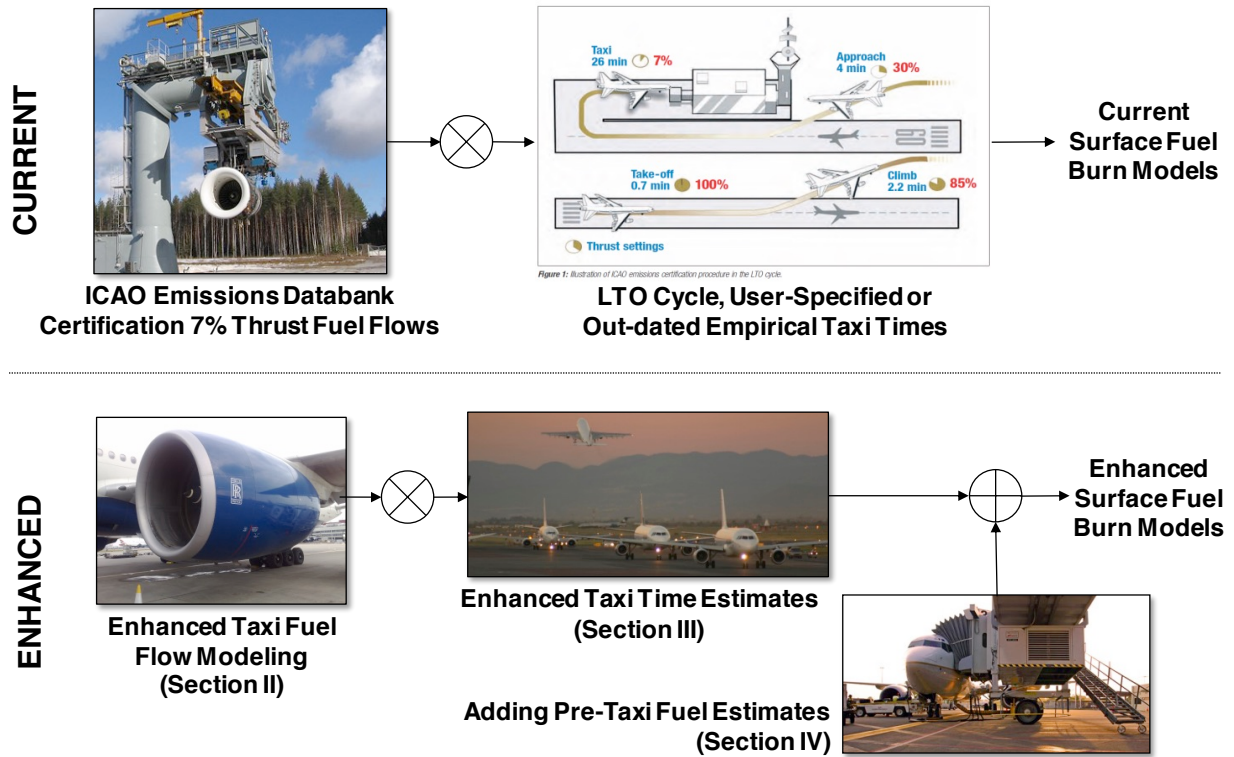 CURRENT
Taxi
26 min 7%
Approach
4 min 30%
Take-off
0.7 min 100%
Climb
2.2 min 85%
Thrust settings
Figure 1: Illustration of ICAO emissions certification procedure in the LTO cycle.
Current
Surface Fuel
Burn Models
ICAO Emissions Databank
Certification 7% Thrust Fuel Flows
LTO Cycle, User-Specified or
Out-dated Empirical Taxi Times
ENHANCED
Enhanced Taxi Fuel
Flow Modeling
(Section II)
Enhanced Taxi Time Estimates
(Section III)
Adding Pre-Taxi Fuel Estimates
(Section IV)
Enhanced
Surface Fuel
Burn Models